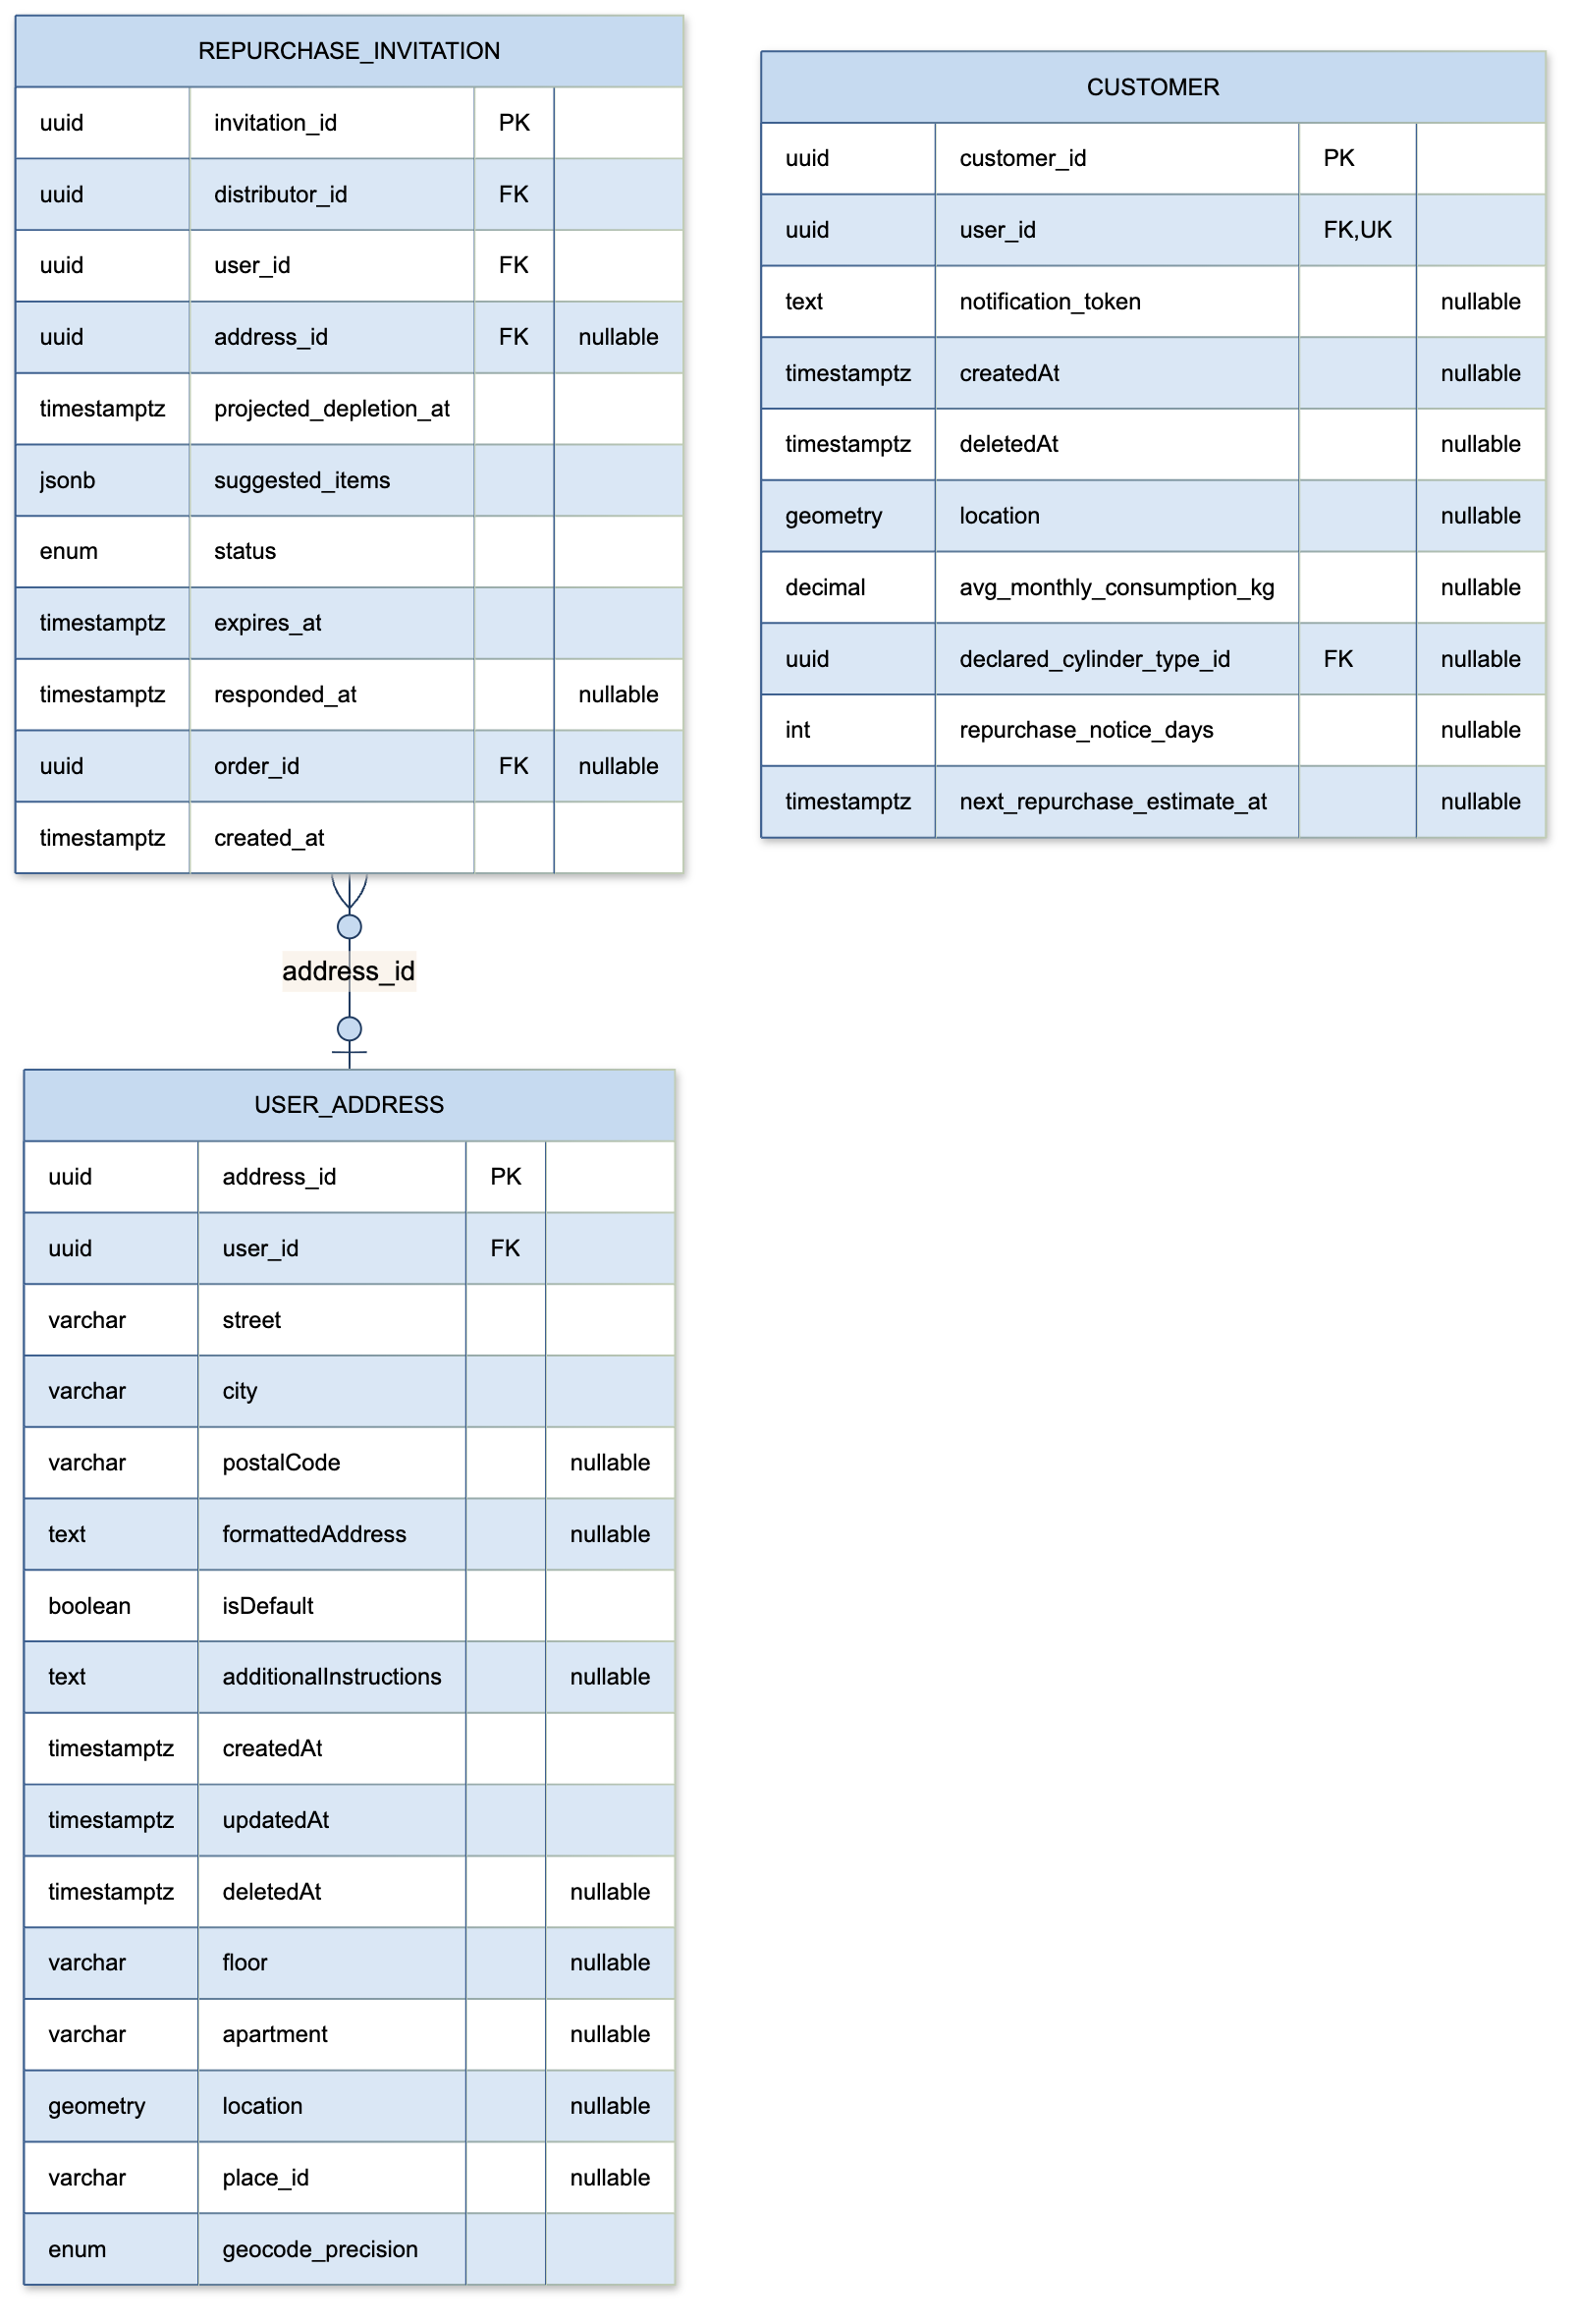 REPURCHASE_INVITATION
uuid invitation_id PK
uuid distributor_id FK
uuid user_id FK
uuid address_id FK nullable
timestamptz projected_depletion_at
jsonb suggested_items
enum status
timestamptz expires_at
timestamptz responded_at nullable
uuid order_id FK nullable
timestamptz created_at
CUSTOMER
uuid customer_id PK
uuid user_id FK,UK
text notification_token nullable
timestamptz createdAt nullable
timestamptz deletedAt nullable
geometry location nullable
decimal avg_monthly_consumption_kg nullable
uuid declared_cylinder_type_id FK nullable
int repurchase_notice_days nullable
timestamptz next_repurchase_estimate_at nullable
address_id
USER_ADDRESS
uuid address_id PK
uuid user_id FK
varchar street
varchar city
varchar postalCode nullable
text formattedAddress nullable
boolean isDefault
text additionalInstructions nullable
timestamptz createdAt
timestamptz updatedAt
timestamptz deletedAt nullable
varchar floor nullable
varchar apartment nullable
geometry location nullable
varchar place_id nullable
enum geocode_precision